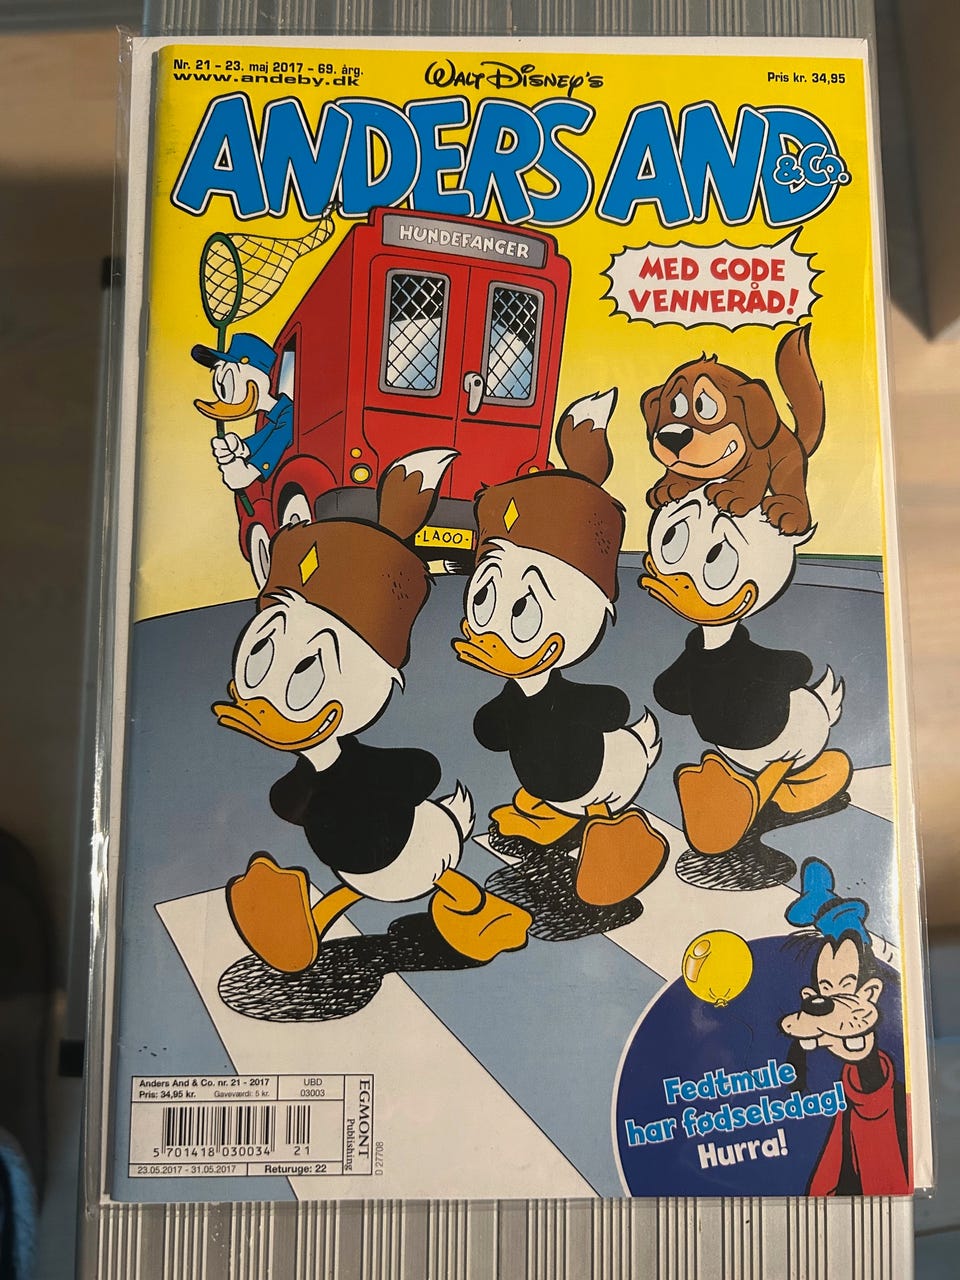 Nr. 21 - 23. maj 2017 - 69. årg.
www.andeby.dk
WALT DISNEY'S
Pris kr. 34,95
ANDERS AND
& Co.
HUNDEFANGER
MED GODE
VENNERÅD!
·LA00·
Fedtmule
har fødselsdag!
Hurra!
Anders And & Co. nr. 21 - 2017
Pris: 34,95 kr. Gaveværdi: 5 kr.
UBD
03003
5 701418 030034 21
23.05.2017 - 31.05.2017
Returuge: 22
EGMONT
Publishing
D 27708